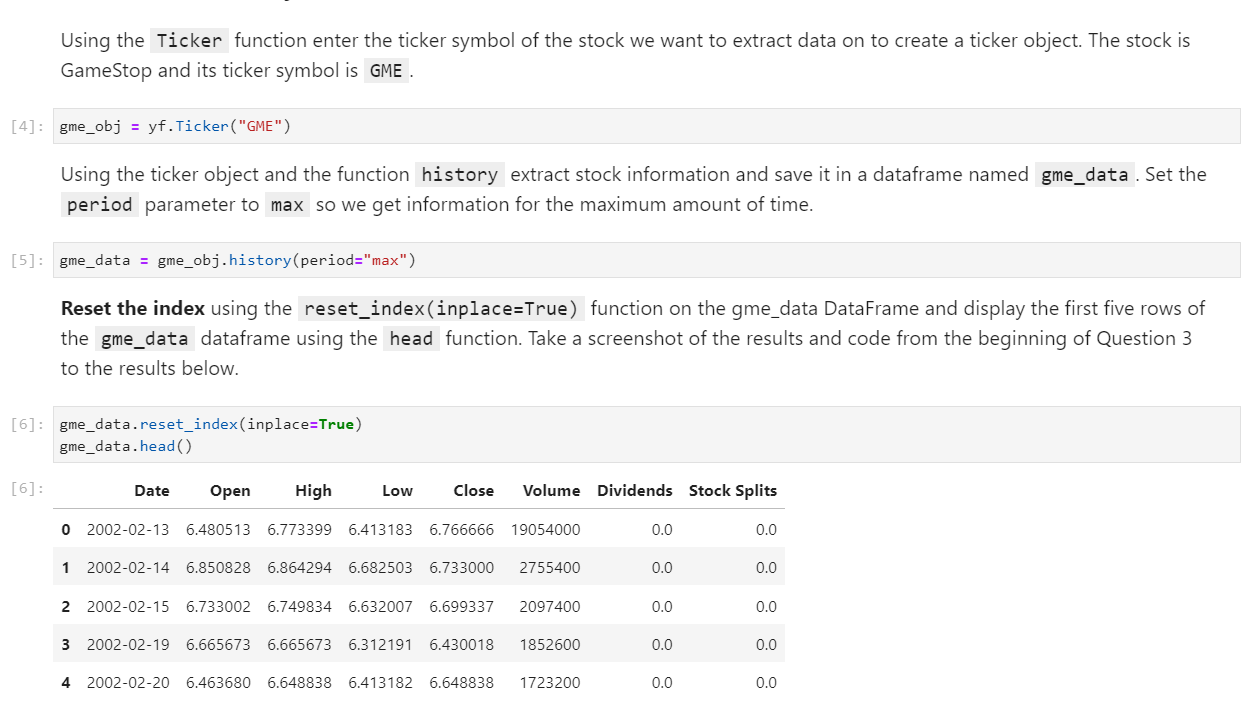 Using the Ticker function enter the ticker symbol of the stock we want to extract data on to create a ticker object. The stock is
GameStop and its ticker symbol is GME .
[4]: gme_obj = yf.Ticker("GME")
Using the ticker object and the function history extract stock information and save it in a dataframe named gme_data . Set the
period parameter to max so we get information for the maximum amount of time.
[5]: gme_data = gme_obj.history(period="max")
Reset the index using the reset_index(inplace=True) function on the gme_data DataFrame and display the first five rows of
the gme_data dataframe using the head function. Take a screenshot of the results and code from the beginning of Question 3
to the results below.
[6]: gme_data.reset_index(inplace=True)
gme_data.head()
[6]: Date Open High Low Close Volume Dividends Stock Splits
0 2002-02-13 6.480513 6.773399 6.413183 6.766666 19054000 0.0 0.0
1 2002-02-14 6.850828 6.864294 6.682503 6.733000 2755400 0.0 0.0
2 2002-02-15 6.733002 6.749834 6.632007 6.699337 2097400 0.0 0.0
3 2002-02-19 6.665673 6.665673 6.312191 6.430018 1852600 0.0 0.0
4 2002-02-20 6.463680 6.648838 6.413182 6.648838 1723200 0.0 0.0